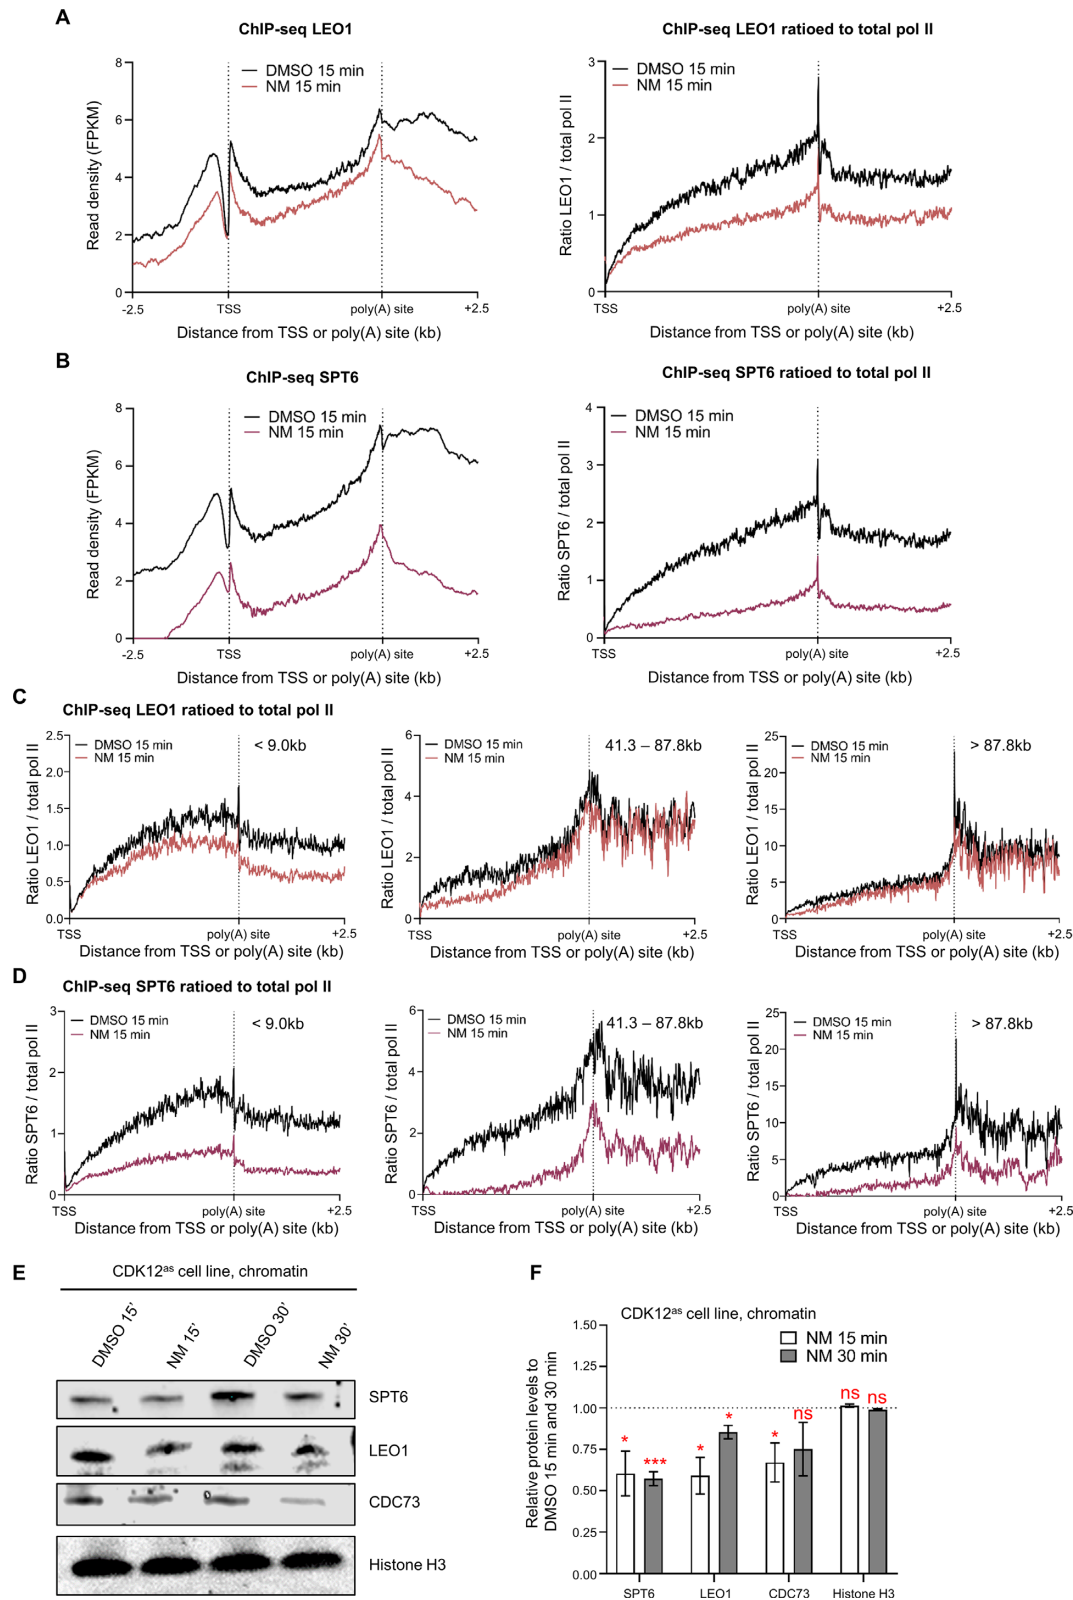 A
ChIP-seq LEO1
ChIP-seq LEO1 ratioed to total pol II
Read density (FPKM)
8
6
4
2
0
DMSO 15 min
NM 15 min
-2.5
TSS
poly(A) site
+2.5
Distance from TSS or poly(A) site (kb)
Ratio LEO1 / total pol II
3
2
1
0
DMSO 15 min
NM 15 min
TSS
poly(A) site
+2.5
Distance from TSS or poly(A) site (kb)
B
ChIP-seq SPT6
ChIP-seq SPT6 ratioed to total pol II
Read density (FPKM)
8
6
4
2
0
DMSO 15 min
NM 15 min
-2.5
TSS
poly(A) site
+2.5
Distance from TSS or poly(A) site (kb)
Ratio SPT6 / total pol II
4
3
2
1
0
DMSO 15 min
NM 15 min
TSS
poly(A) site
+2.5
Distance from TSS or poly(A) site (kb)
C
ChIP-seq LEO1 ratioed to total pol II
Ratio LEO1 / total pol II
2.5
2.0
1.5
1.0
0.5
0.0
DMSO 15 min
NM 15 min
< 9.0kb
TSS
poly(A) site
+2.5
Distance from TSS or poly(A) site (kb)
Ratio LEO1 / total pol II
6
4
2
0
DMSO 15 min
NM 15 min
41.3 – 87.8kb
TSS
poly(A) site
+2.5
Distance from TSS or poly(A) site (kb)
Ratio LEO1 / total pol II
25
20
15
10
5
0
DMSO 15 min
NM 15 min
> 87.8kb
TSS
poly(A) site
+2.5
Distance from TSS or poly(A) site (kb)
D
ChIP-seq SPT6 ratioed to total pol II
Ratio SPT6 / total pol II
3
2
1
0
DMSO 15 min
NM 15 min
< 9.0kb
TSS
poly(A) site
+2.5
Distance from TSS or poly(A) site (kb)
Ratio SPT6 / total pol II
6
4
2
0
DMSO 15 min
NM 15 min
41.3 – 87.8kb
TSS
poly(A) site
+2.5
Distance from TSS or poly(A) site (kb)
Ratio SPT6 / total pol II
25
20
15
10
5
0
DMSO 15 min
NM 15 min
> 87.8kb
TSS
poly(A) site
+2.5
Distance from TSS or poly(A) site (kb)
E
CDK12as cell line, chromatin
DMSO 15'
NM 15'
DMSO 30'
NM 30'
SPT6
LEO1
CDC73
Histone H3
F
CDK12as cell line, chromatin
Relative protein levels to
DMSO 15 min and 30 min
1.50
1.25
1.00
0.75
0.50
0.25
0.00
NM 15 min
NM 30 min
*
***
*
*
*
ns
ns
ns
SPT6
LEO1
CDC73
Histone H3